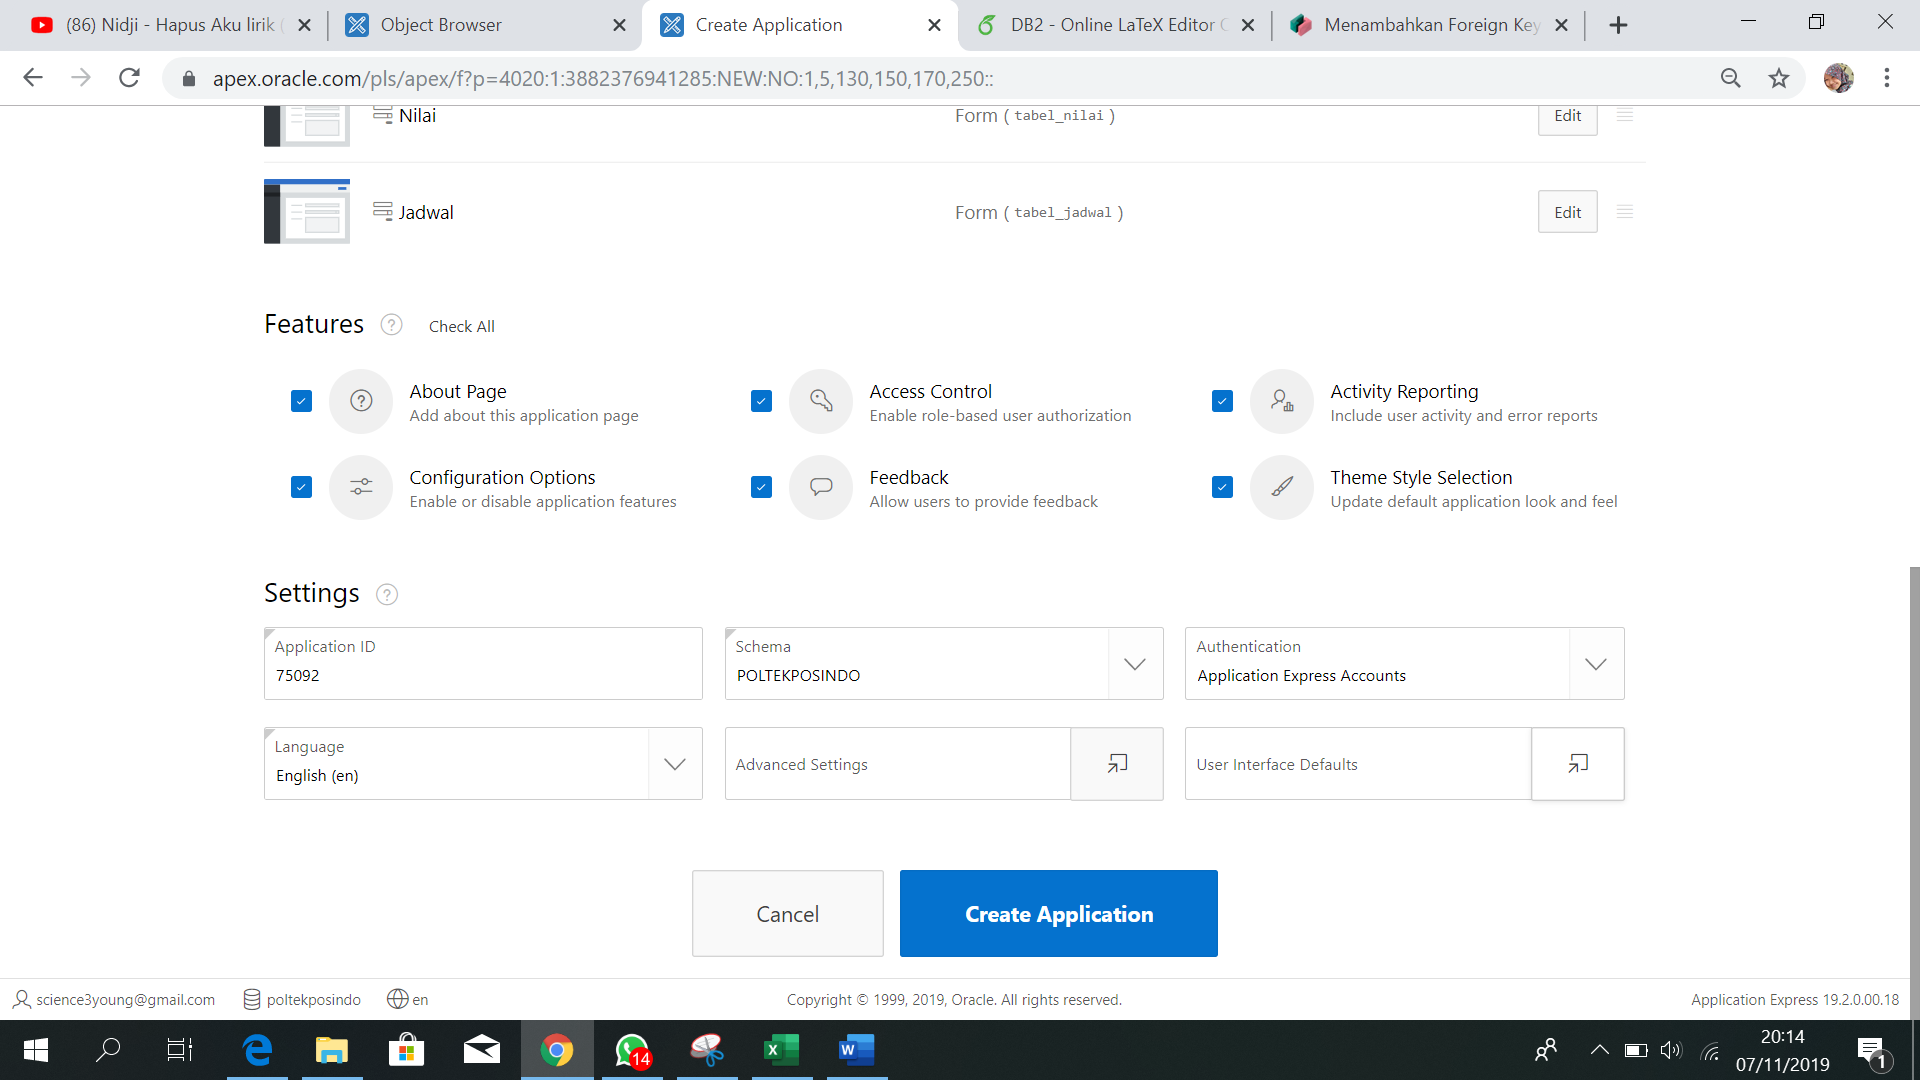 (86) Nidji - Hapus Aku lirik (
Object Browser
Create Application
DB2 - Online LaTeX Editor
Menambahkan Foreign Key
apex.oracle.com/pls/apex/f?p=4020:1:3882376941285:NEW:NO:1,5,130,150,170,250::
Nilai
Form ( tabel_nilai )
Edit
Jadwal
Form ( tabel_jadwal )
Edit
Features
?
Check All
About Page
Add about this application page
Access Control
Enable role-based user authorization
Activity Reporting
Include user activity and error reports
Configuration Options
Enable or disable application features
Feedback
Allow users to provide feedback
Theme Style Selection
Update default application look and feel
Settings
?
Application ID
75092
Schema
POLTEKPOSINDO
Authentication
Application Express Accounts
Language
English (en)
Advanced Settings
User Interface Defaults
Cancel
Create Application
science3young@gmail.com
poltekposindo
en
Copyright © 1999, 2019, Oracle. All rights reserved.
Application Express 19.2.0.00.18
14
20:14
07/11/2019
1